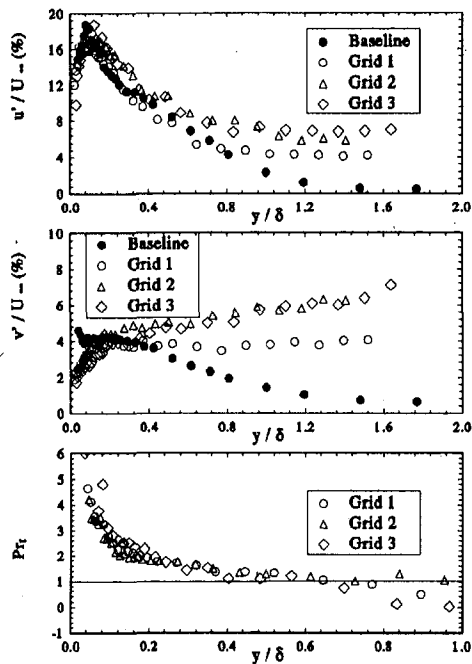 20
16
12
8
4
0
u' / U∞ (%)
Baseline
Grid 1
Grid 2
Grid 3
0.0 0.4 0.8 1.2 1.6 2.0
y / δ
10
8
6
4
2
0
v' / U∞ (%)
Baseline
Grid 1
Grid 2
Grid 3
0.0 0.4 0.8 1.2 1.6 2.0
y / δ
6
5
4
3
2
1
0
-1
Prt
Grid 1
Grid 2
Grid 3
0.0 0.2 0.4 0.6 0.8 1.0
y / δ